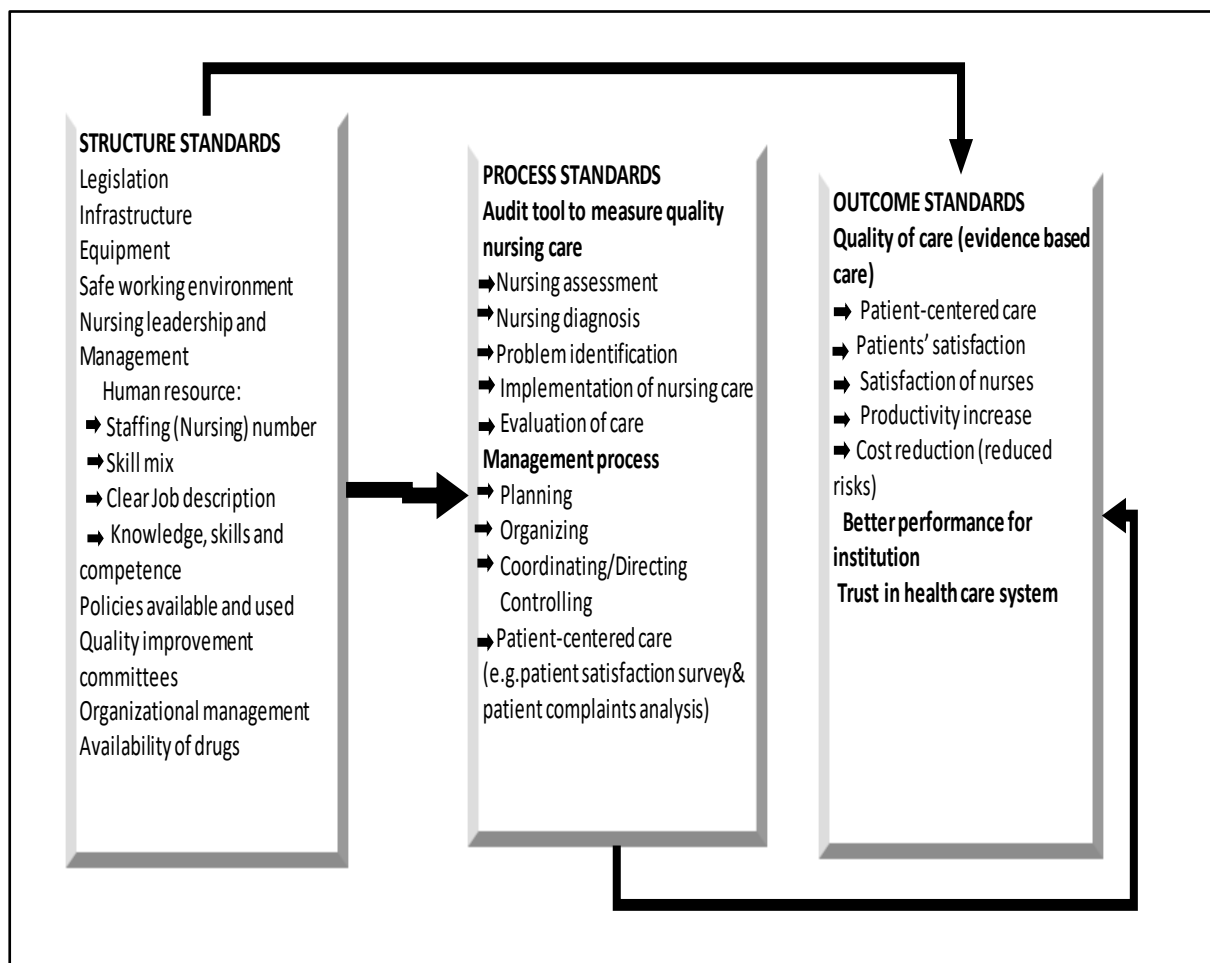 STRUCTURE STANDARDS
Legislation
Infrastructure
Equipment
Safe working environment
Nursing leadership and
Management
Human resource:
Staffing (Nursing) number
Skill mix
Clear Job description
Knowledge, skills and
competence
Policies available and used
Quality improvement
committees
Organizational management
Availability of drugs
PROCESS STANDARDS
Audit tool to measure quality
nursing care
Nursing assessment
Nursing diagnosis
Problem identification
Implementation of nursing care
Evaluation of care
Management process
Planning
Organizing
Coordinating/Directing
Controlling
Patient-centered care
(e.g.patient satisfaction survey&
patient complaints analysis)
OUTCOME STANDARDS
Quality of care (evidence based
care)
Patient-centered care
Patients' satisfaction
Satisfaction of nurses
Productivity increase
Cost reduction (reduced
risks)
Better performance for
institution
Trust in health care system